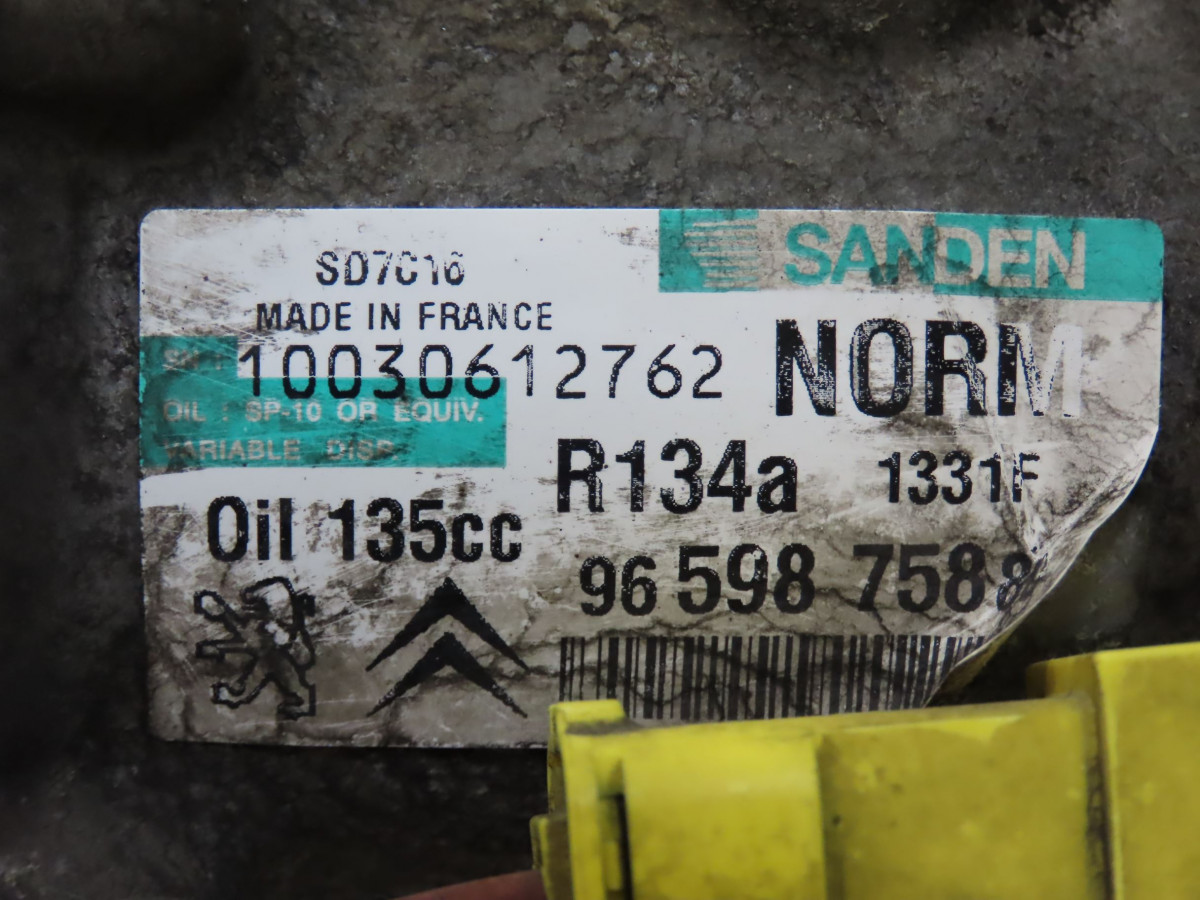 SANDEN
SD7C16
MADE IN FRANCE
10030612762
NORM
OIL : SP-10 OR EQUIV.
VARIABLE DISP.
R134a 1331F
Oil 135cc
96 598 758